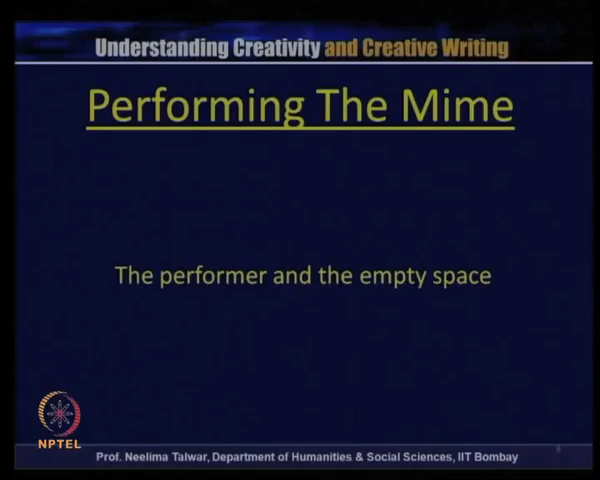 Understanding Creativity and Creative Writing
Performing The Mime
The performer and the empty space
NPTEL
Prof. Neelima Talwar, Department of Humanities & Social Sciences, IIT Bombay
8